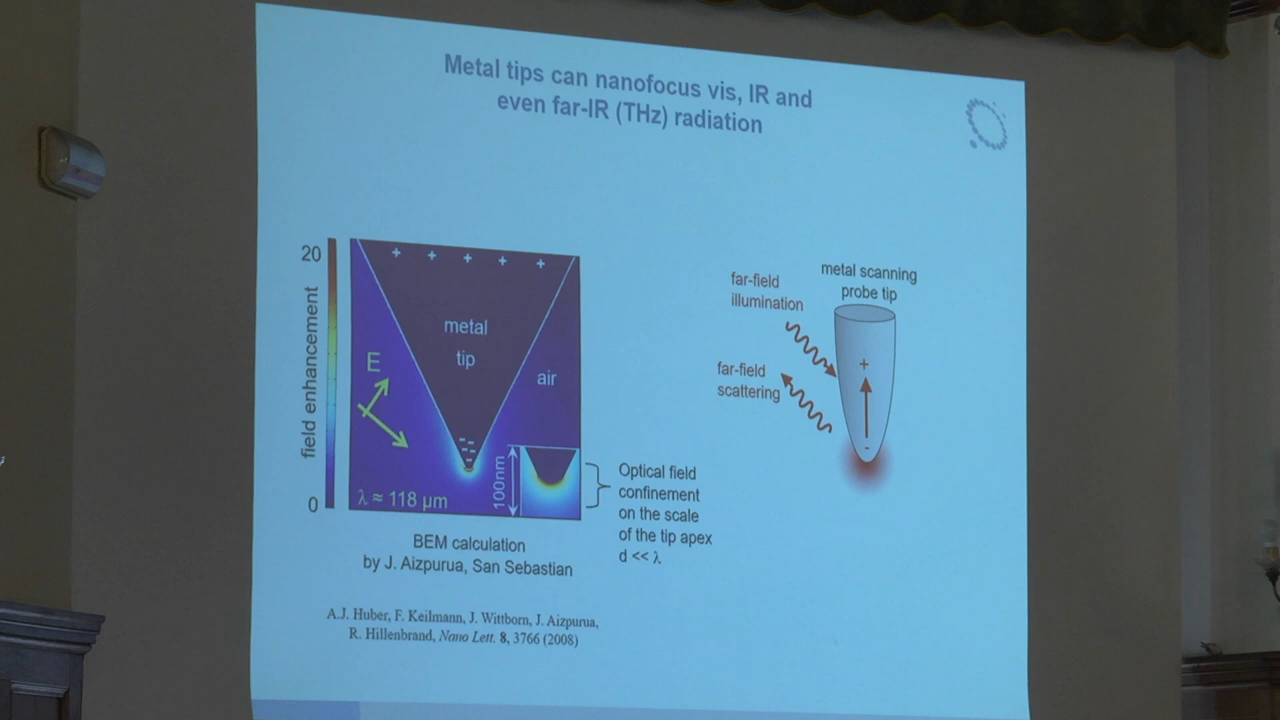 Metal tips can nanofocus vis, IR and
even far-IR (THz) radiation
20
field enhancement
0
+ + + + +
metal
tip
air
E
λ ≈ 118 µm
100nm
Optical field
confinement
on the scale
of the tip apex
d << λ
BEM calculation
by J. Aizpurua, San Sebastian
A.J. Huber, F. Keilmann, J. Wittborn, J. Aizpurua,
R. Hillenbrand, Nano Lett. 8, 3766 (2008)
far-field
illumination
metal scanning
probe tip
far-field
scattering
+
-